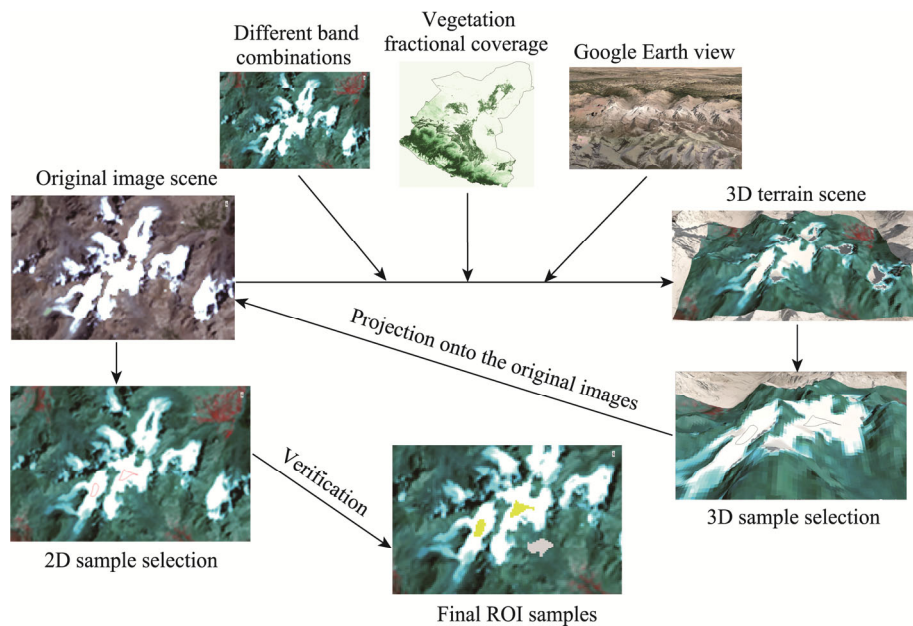 Different band
combinations
Vegetation
fractional coverage
Google Earth view
Original image scene
3D terrain scene
Projection onto the original images
Verification
2D sample selection
3D sample selection
Final ROI samples